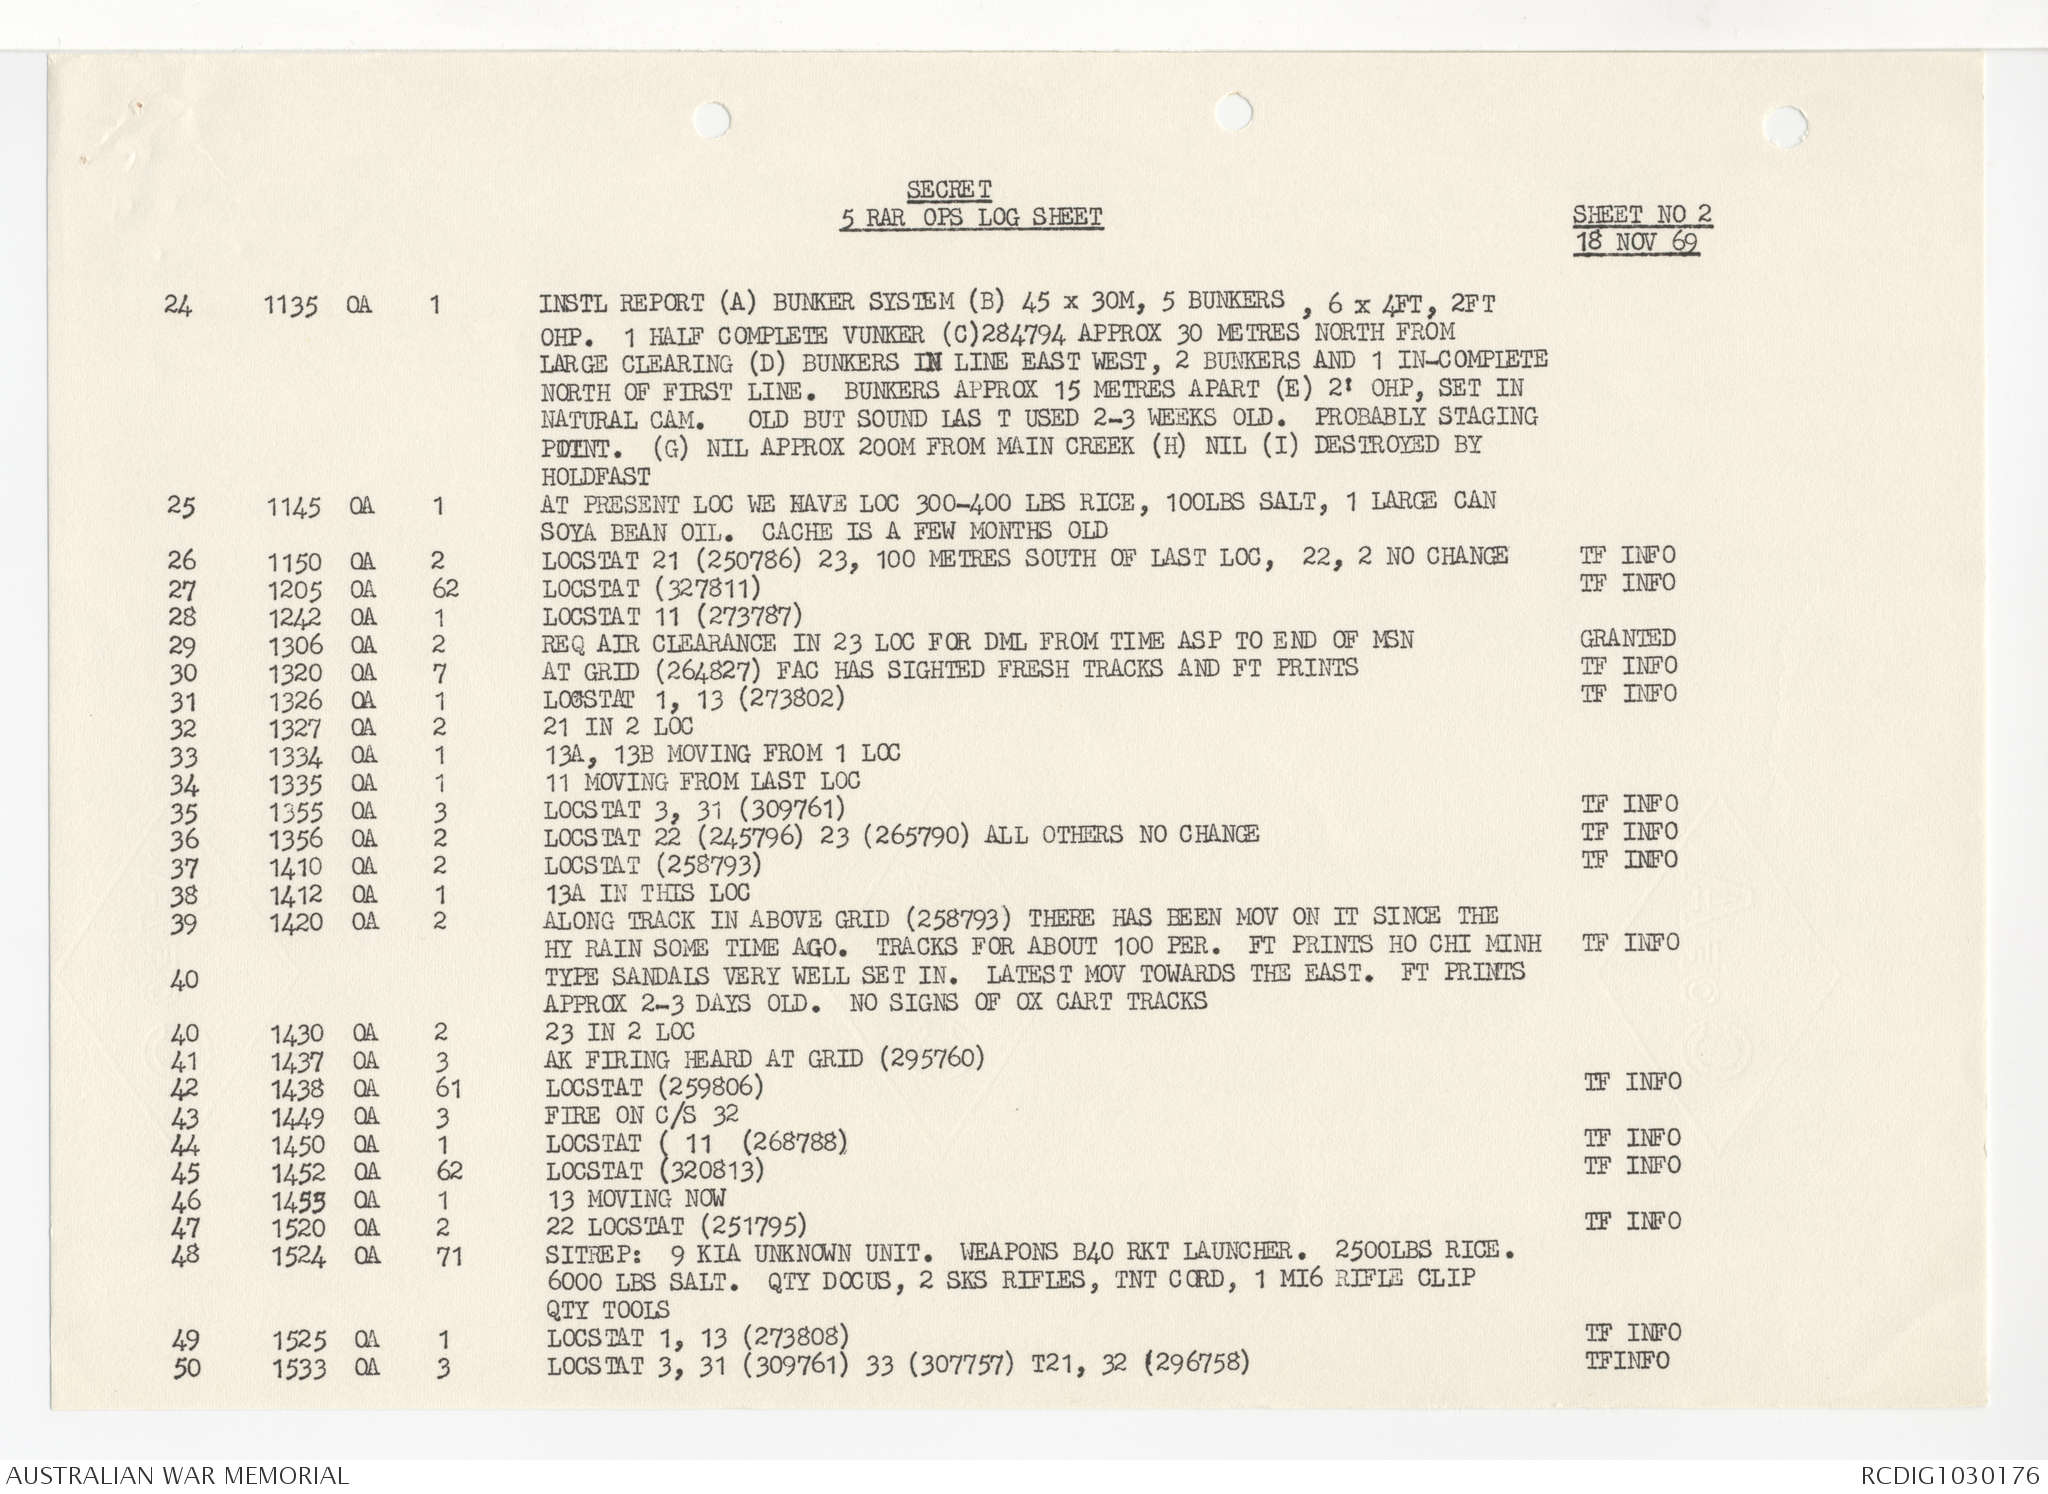 SECRET
5 RAR OPS LOG SHEET
SHEET NO 2
18 NOV 69
24 1135 OA 1 INSTL REPORT (A) BUNKER SYSTEM (B) 45 x 30M, 5 BUNKERS , 6 x 4FT, 2FT
OHP. 1 HALF COMPLETE VUNKER (C)284794 APPROX 30 METRES NORTH FROM
LARGE CLEARING (D) BUNKERS IN LINE EAST WEST, 2 BUNKERS AND 1 IN-COMPLETE
NORTH OF FIRST LINE. BUNKERS APPROX 15 METRES APART (E) 2' OHP, SET IN
NATURAL CAM. OLD BUT SOUND LAS T USED 2-3 WEEKS OLD. PROBABLY STAGING
POINT. (G) NIL APPROX 200M FROM MAIN CREEK (H) NIL (I) DESTROYED BY
HOLDFAST
25 1145 OA 1 AT PRESENT LOC WE HAVE LOC 300-400 LBS RICE, 100LBS SALT, 1 LARGE CAN
SOYA BEAN OIL. CACHE IS A FEW MONTHS OLD
26 1150 OA 2 LOCSTAT 21 (250786) 23, 100 METRES SOUTH OF LAST LOC, 22, 2 NO CHANGE TF INFO
27 1205 OA 62 LOCSTAT (327811) TF INFO
28 1242 OA 1 LOCSTAT 11 (273787)
29 1306 OA 2 REQ AIR CLEARANCE IN 23 LOC FOR DML FROM TIME ASP TO END OF MSN GRANTED
30 1320 OA 7 AT GRID (264827) FAC HAS SIGHTED FRESH TRACKS AND FT PRINTS TF INFO
31 1326 OA 1 LOCSTAT 1, 13 (273802) TF INFO
32 1327 OA 2 21 IN 2 LOC
33 1334 OA 1 13A, 13B MOVING FROM 1 LOC
34 1335 OA 1 11 MOVING FROM LAST LOC
35 1355 OA 3 LOCSTAT 3, 31 (309761) TF INFO
36 1356 OA 2 LOCSTAT 22 (245796) 23 (265790) ALL OTHERS NO CHANGE TF INFO
37 1410 OA 2 LOCSTAT (258793) TF INFO
38 1412 OA 1 13A IN THIS LOC
39 1420 OA 2 ALONG TRACK IN ABOVE GRID (258793) THERE HAS BEEN MOV ON IT SINCE THE
HY RAIN SOME TIME AGO. TRACKS FOR ABOUT 100 PER. FT PRINTS HO CHI MINH TF INFO
40 TYPE SANDALS VERY WELL SET IN. LATEST MOV TOWARDS THE EAST. FT PRINTS
APPROX 2-3 DAYS OLD. NO SIGNS OF OX CART TRACKS
40 1430 OA 2 23 IN 2 LOC
41 1437 OA 3 AK FIRING HEARD AT GRID (295760)
42 1438 OA 61 LOCSTAT (259806) TF INFO
43 1449 OA 3 FIRE ON C/S 32
44 1450 OA 1 LOCSTAT ( 11 (268788) TF INFO
45 1452 OA 62 LOCSTAT (320813) TF INFO
46 1455 OA 1 13 MOVING NOW
47 1520 OA 2 22 LOCSTAT (251795) TF INFO
48 1524 OA 71 SITREP: 9 KIA UNKNOWN UNIT. WEAPONS B40 RKT LAUNCHER. 2500LBS RICE.
6000 LBS SALT. QTY DOCUS, 2 SKS RIFLES, TNT CORD, 1 MI6 RIFLE CLIP
QTY TOOLS
49 1525 OA 1 LOCSTAT 1, 13 (273808) TF INFO
50 1533 OA 3 LOCSTAT 3, 31 (309761) 33 (307757) T21, 32 (296758) TFINFO
AUSTRALIAN WAR MEMORIAL
RCDIG1030176